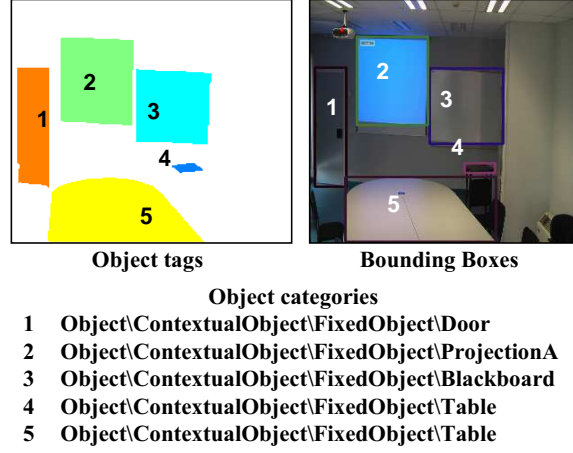 1
2
3
4
5
1
2
3
4
5
Object tags
Bounding Boxes
Object categories
1 Object\ContextualObject\FixedObject\Door
2 Object\ContextualObject\FixedObject\ProjectionA
3 Object\ContextualObject\FixedObject\Blackboard
4 Object\ContextualObject\FixedObject\Table
5 Object\ContextualObject\FixedObject\Table